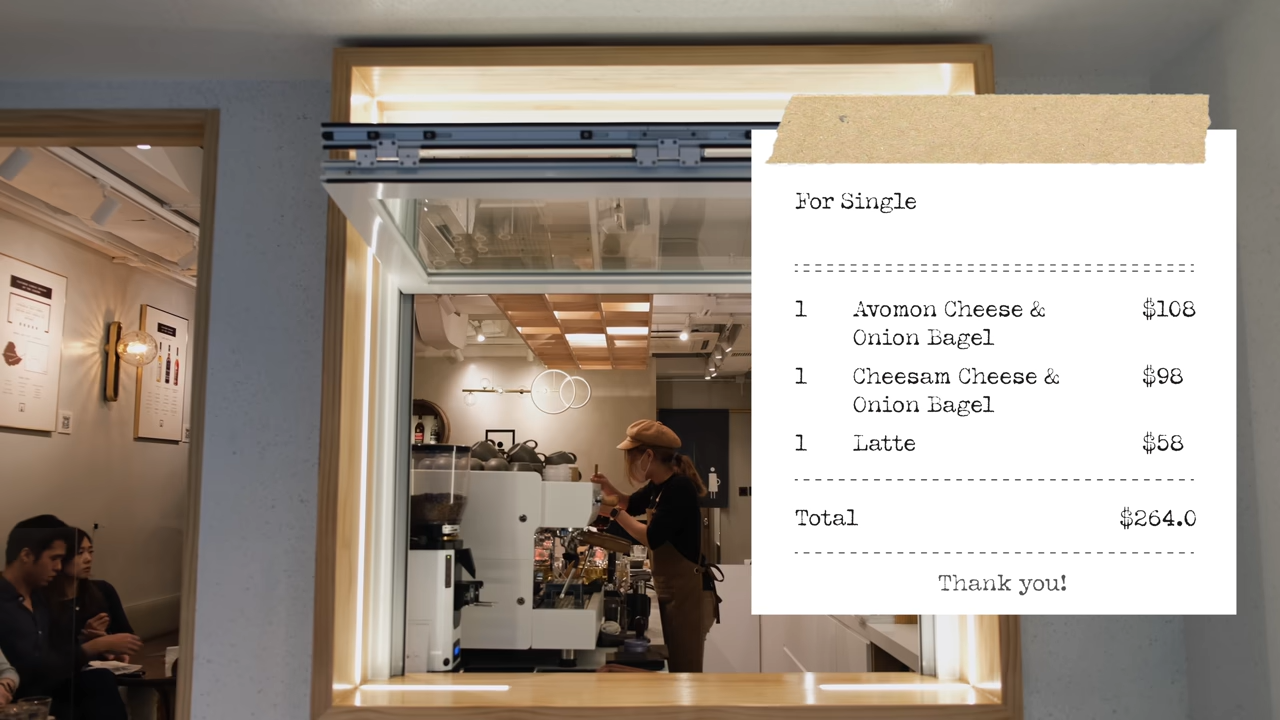 For Single
1 Avomon Cheese & $108
Onion Bagel
1 Cheesam Cheese & $98
Onion Bagel
1 Latte $58
Total $264.0
Thank you!